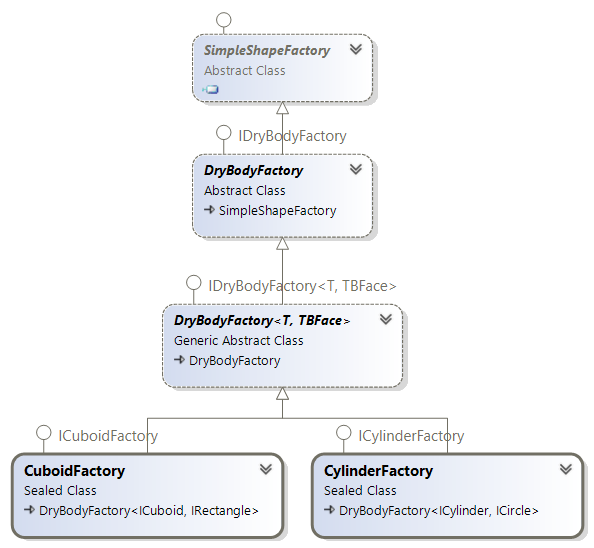 SimpleShapeFactory
Abstract Class
IDryBodyFactory
DryBodyFactory
Abstract Class
SimpleShapeFactory
IDryBodyFactory<T, TBFace>
DryBodyFactory<T, TBFace>
Generic Abstract Class
DryBodyFactory
ICuboidFactory
CuboidFactory
Sealed Class
DryBodyFactory<ICuboid, IRectangle>
ICylinderFactory
CylinderFactory
Sealed Class
DryBodyFactory<ICylinder, ICircle>